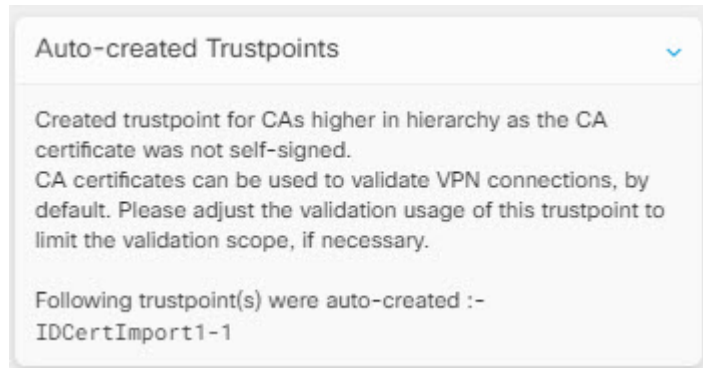 Auto-created Trustpoints
Created trustpoint for CAs higher in hierarchy as the CA
certificate was not self-signed.
CA certificates can be used to validate VPN connections, by
default. Please adjust the validation usage of this trustpoint to
limit the validation scope, if necessary.
Following trustpoint(s) were auto-created :-
IDCertImport1-1